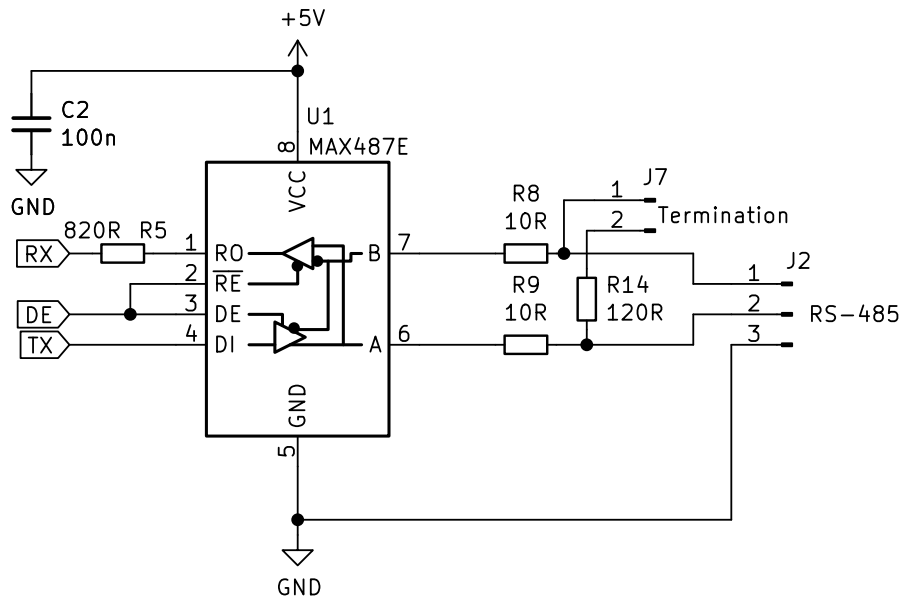 +5V
C2
100n
GND
U1
MAX487E
8
VCC
820R R5
RX
1
RO
2
RE
DE
3
DE
TX
4
DI
7
B
6
A
GND
5
GND
R8
10R
R9
10R
J7
1
2
Termination
R14
120R
J2
1
2
3
RS-485